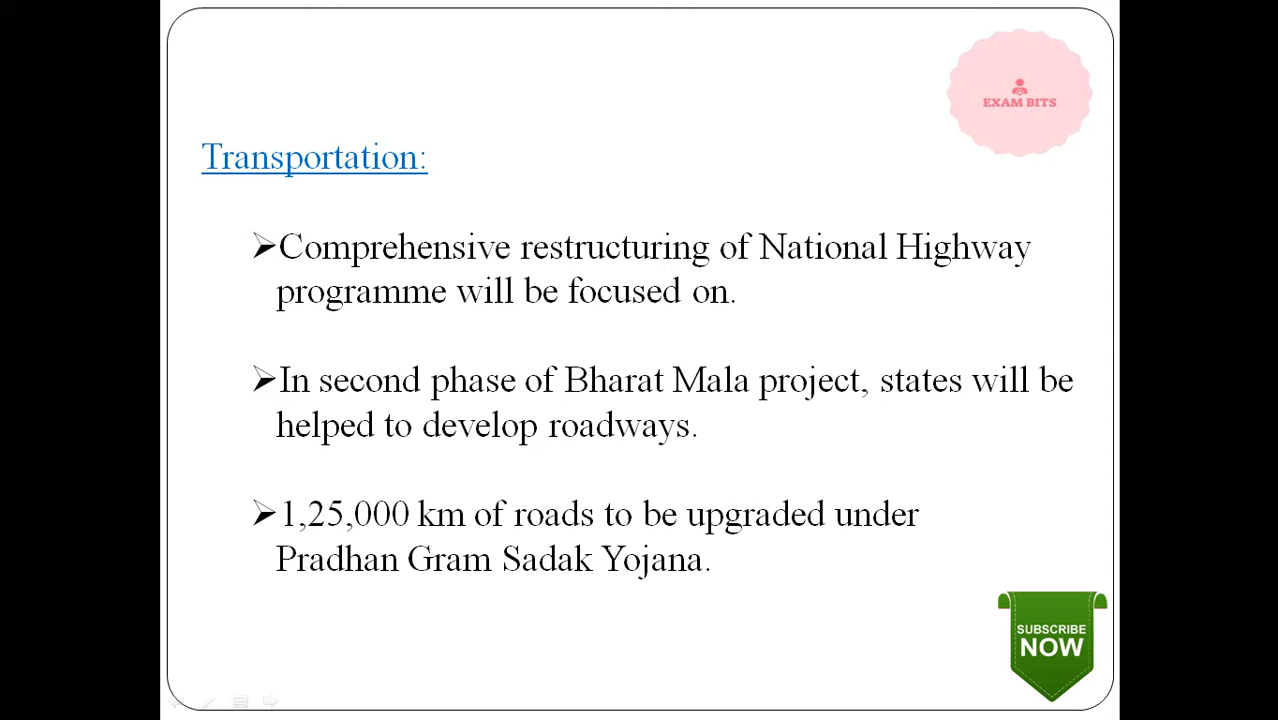 EXAM BITS
Transportation:
➢Comprehensive restructuring of National Highway
programme will be focused on.
➢In second phase of Bharat Mala project, states will be
helped to develop roadways.
➢1,25,000 km of roads to be upgraded under
Pradhan Gram Sadak Yojana.
SUBSCRIBE
NOW